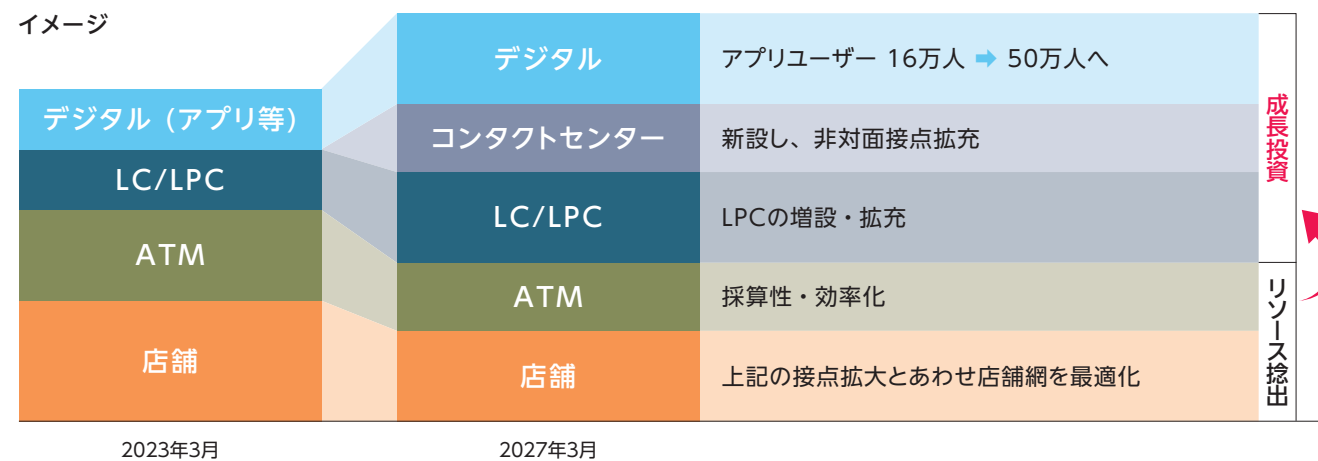 イメージ
デジタル（アプリ等）
LC/LPC
ATM
店舗
2023年3月
デジタル
コンタクトセンター
LC/LPC
ATM
店舗
2027年3月
アプリユーザー 16万人 ➡ 50万人へ
新設し、非対面接点拡充
LPCの増設・拡充
採算性・効率化
上記の接点拡大とあわせ店舗網を最適化
成長投資
リソース捻出